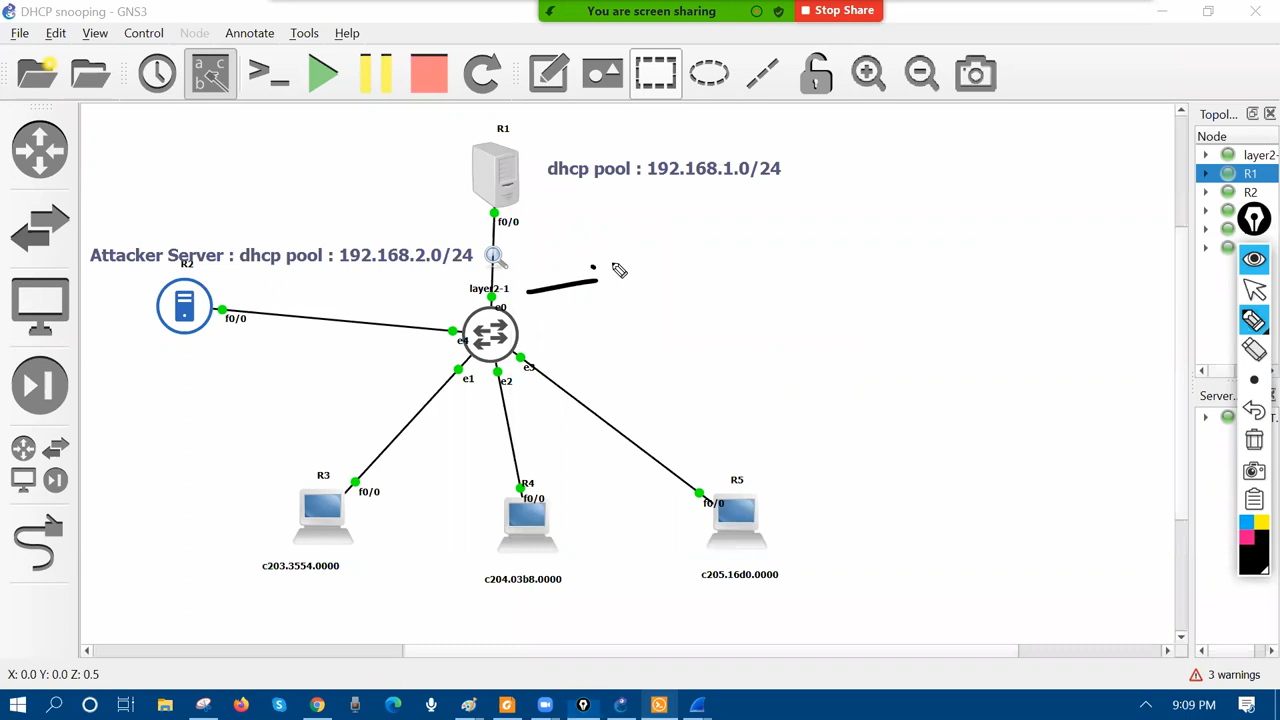 DHCP snooping - GNS3
You are screen sharing
Stop Share
File Edit View Control Node Annotate Tools Help
a c
b
Topol...
Node
layer2
R1
R2
R1
dhcp pool : 192.168.1.0/24
f0/0
Attacker Server : dhcp pool : 192.168.2.0/24
R2
layer2-1
e0
f0/0
e4
e3
e1
e2
Server...
T.
R3
R4
R5
f0/0
f0/0
f0/0
c203.3554.0000
c204.03b8.0000
c205.16d0.0000
X: 0.0 Y: 0.0 Z: 0.5
3 warnings
9:09 PM